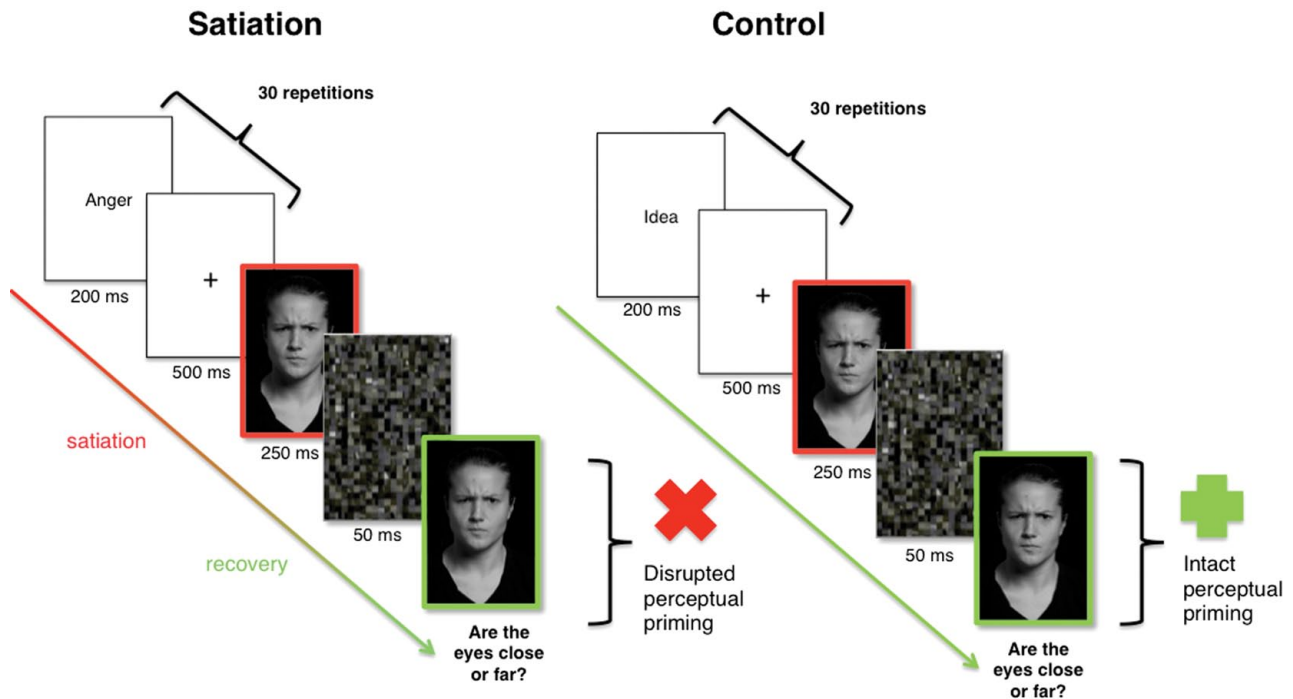 Satiation
30 repetitions
Anger
200 ms
+
500 ms
250 ms
50 ms
satiation
recovery
Are the
eyes close
or far?
Disrupted
perceptual
priming
Control
30 repetitions
Idea
200 ms
+
500 ms
250 ms
50 ms
Are the
eyes close
or far?
Intact
perceptual
priming